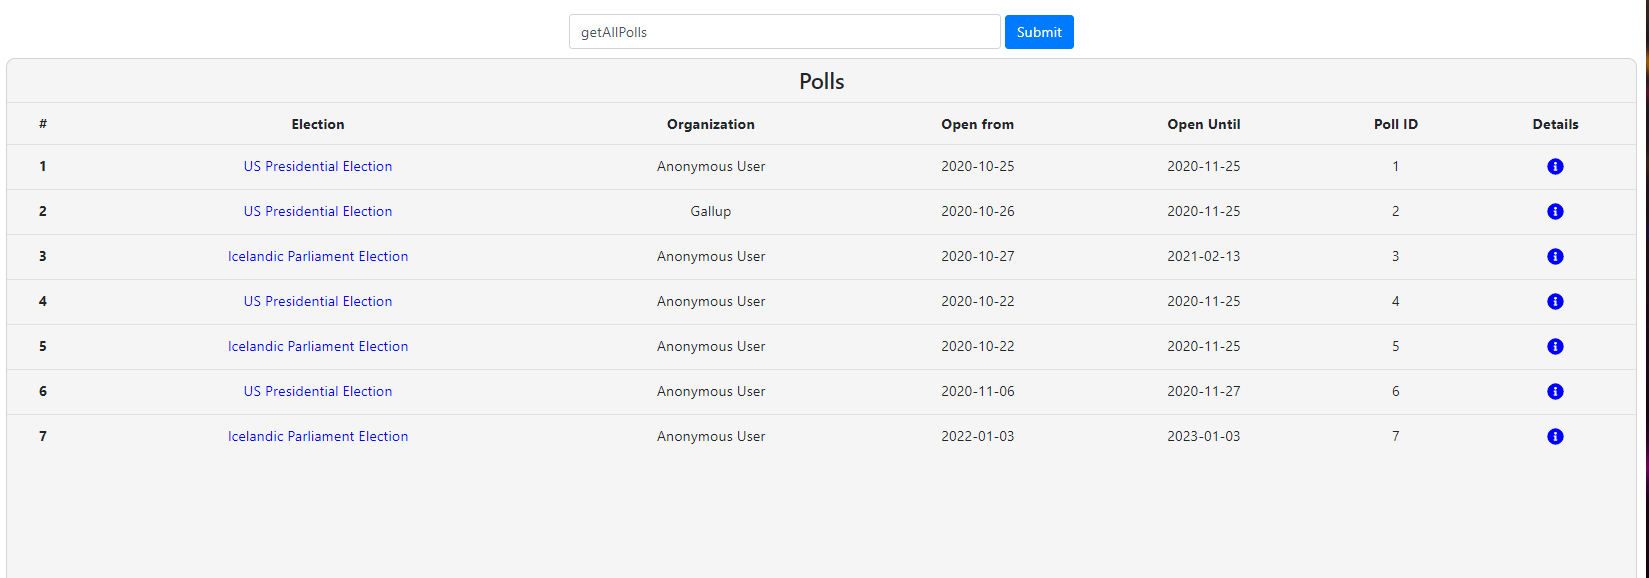 getAllPolls Submit
Polls
# Election Organization Open from Open Until Poll ID Details
1 US Presidential Election Anonymous User 2020-10-25 2020-11-25 1
2 US Presidential Election Gallup 2020-10-26 2020-11-25 2
3 Icelandic Parliament Election Anonymous User 2020-10-27 2021-02-13 3
4 US Presidential Election Anonymous User 2020-10-22 2020-11-25 4
5 Icelandic Parliament Election Anonymous User 2020-10-22 2020-11-25 5
6 US Presidential Election Anonymous User 2020-11-06 2020-11-27 6
7 Icelandic Parliament Election Anonymous User 2022-01-03 2023-01-03 7